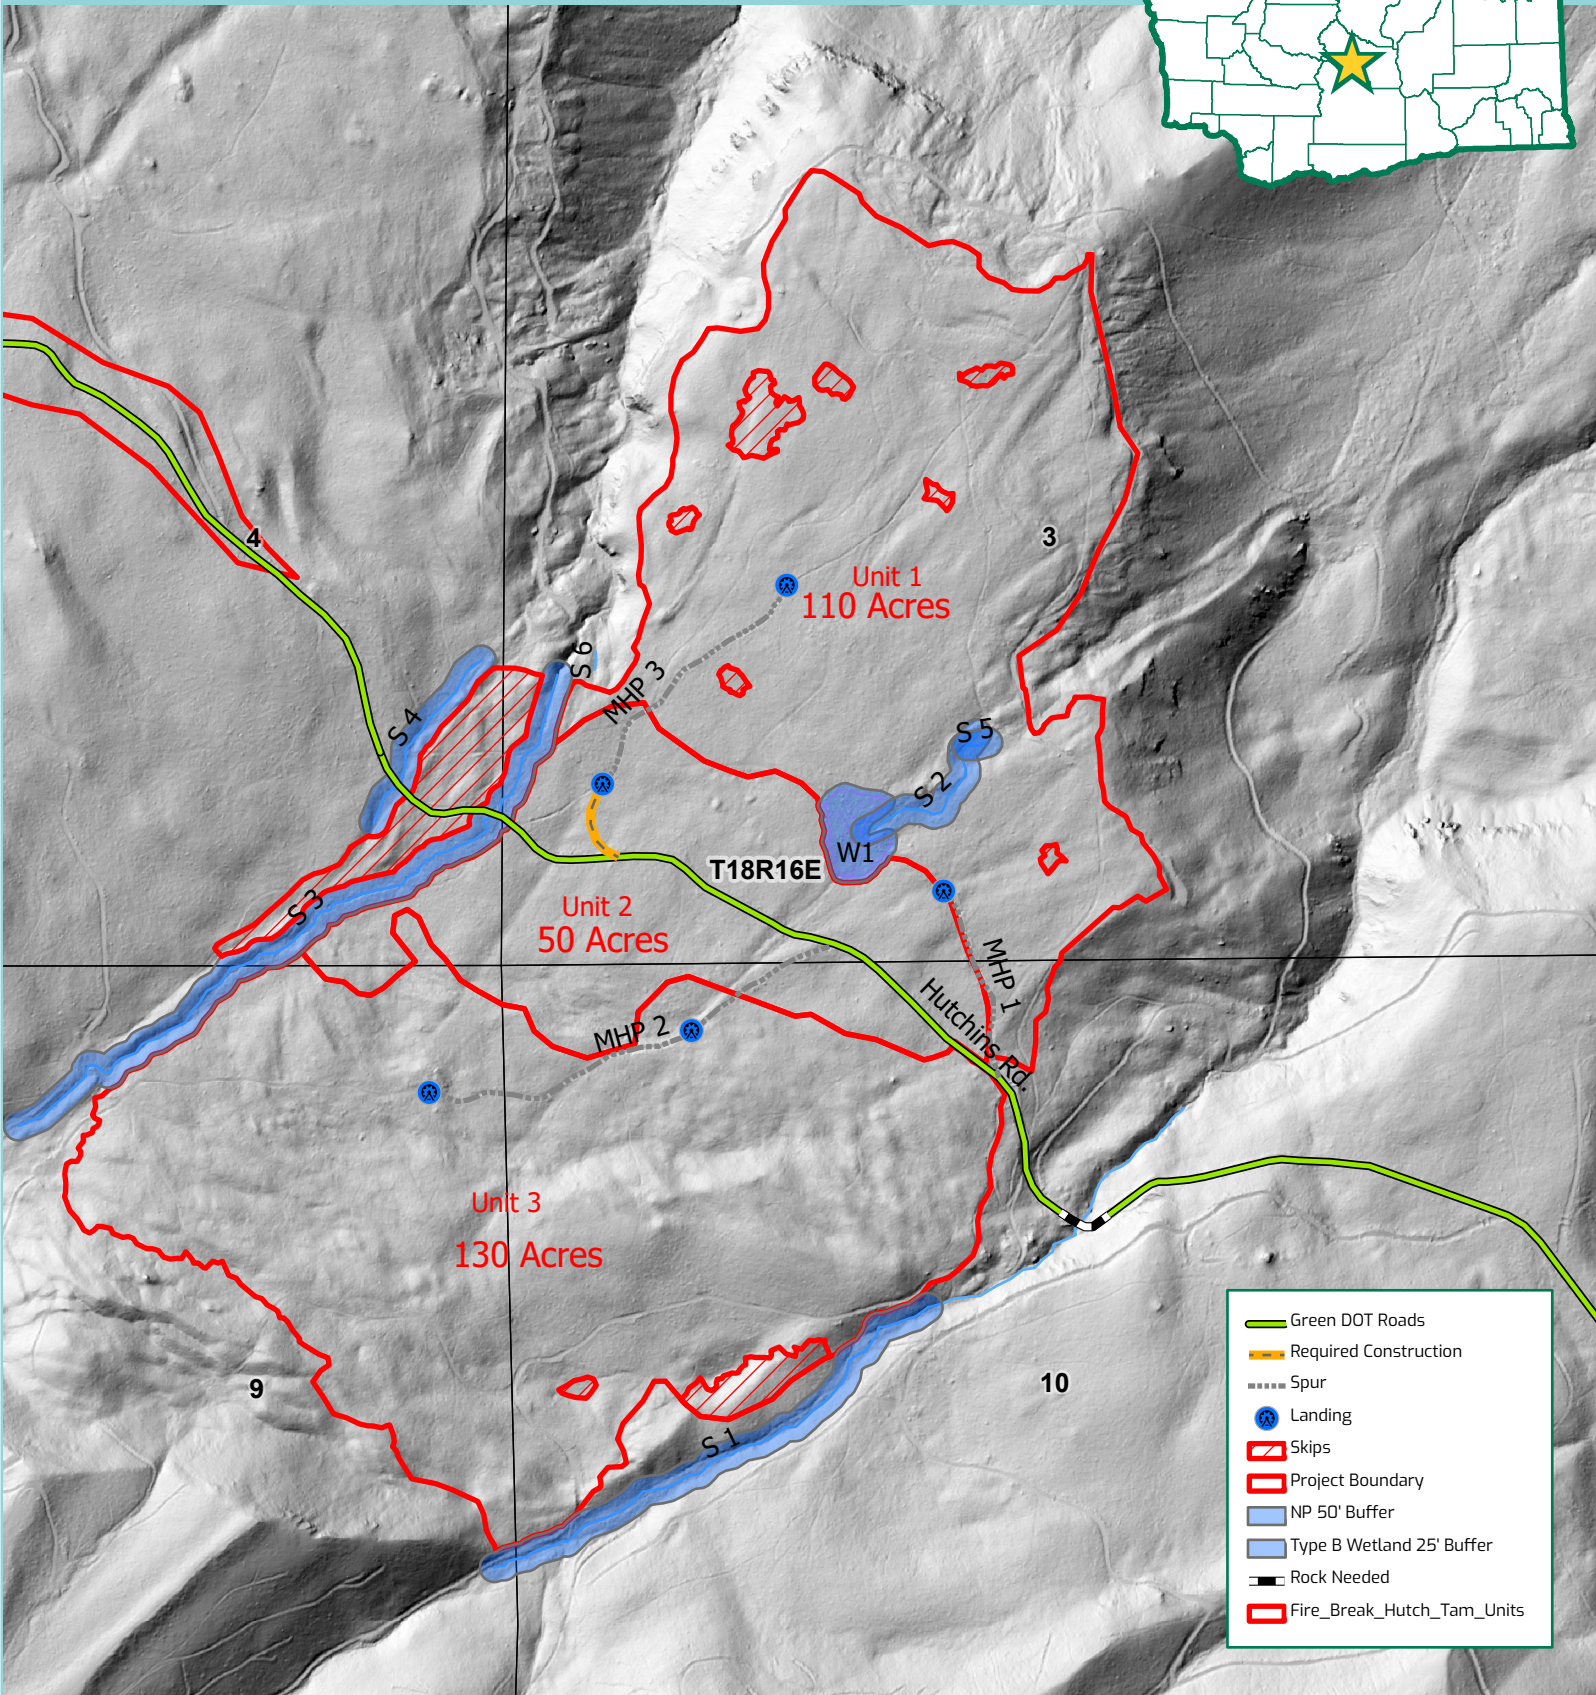 4
3
Unit 1
110 Acres
S 6
MHP 3
S 4
S 5
S 2
W1
T18R16E
S 3
Unit 2
50 Acres
MHP 1
Hutchins Rd.
MHP 2
Unit 3
130 Acres
9
10
S 1
Green DOT Roads
Required Construction
Spur
Landing
Skips
Project Boundary
NP 50' Buffer
Type B Wetland 25' Buffer
Rock Needed
Fire_Break_Hutch_Tam_Units